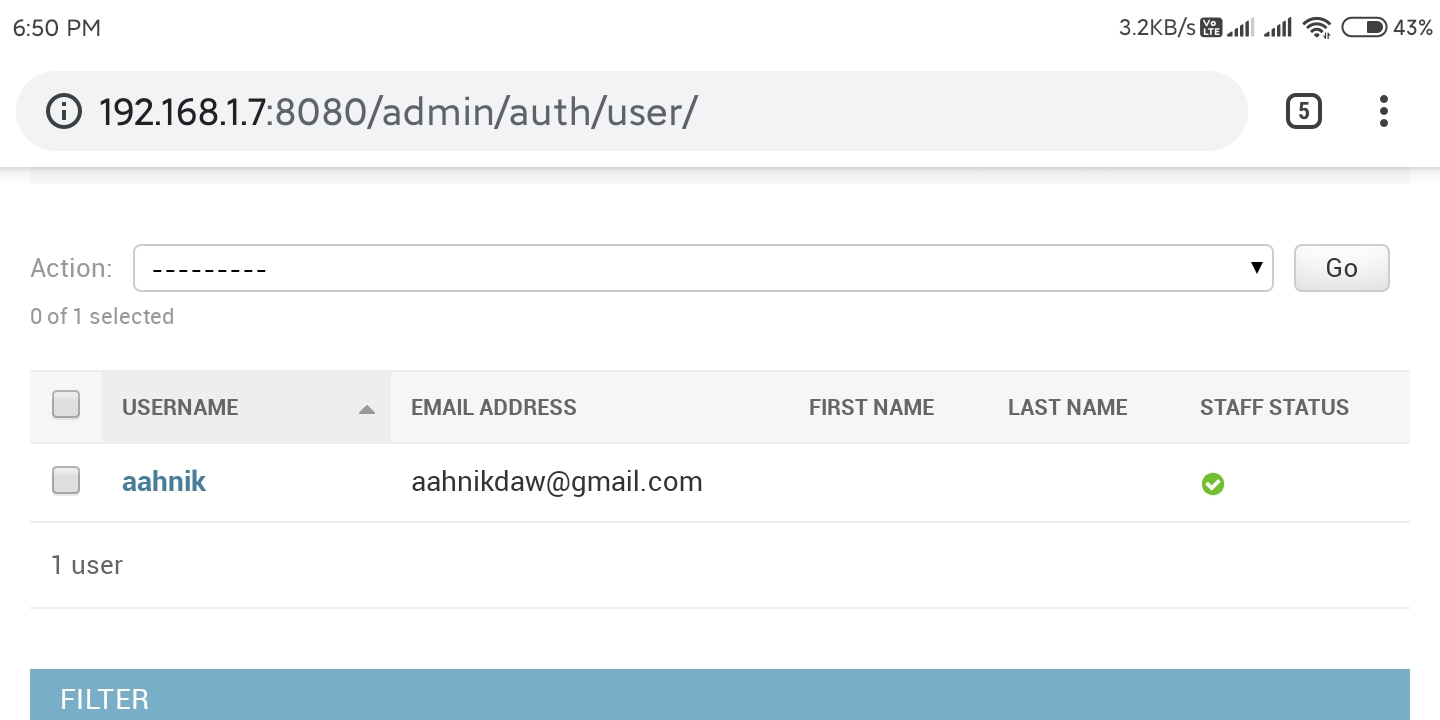 6:50 PM 3.2KB/s Vo LTE 43%
192.168.1.7:8080/admin/auth/user/ 5
Action: --------- Go
0 of 1 selected
USERNAME EMAIL ADDRESS FIRST NAME LAST NAME STAFF STATUS
aahnik aahnikdaw@gmail.com
1 user
FILTER